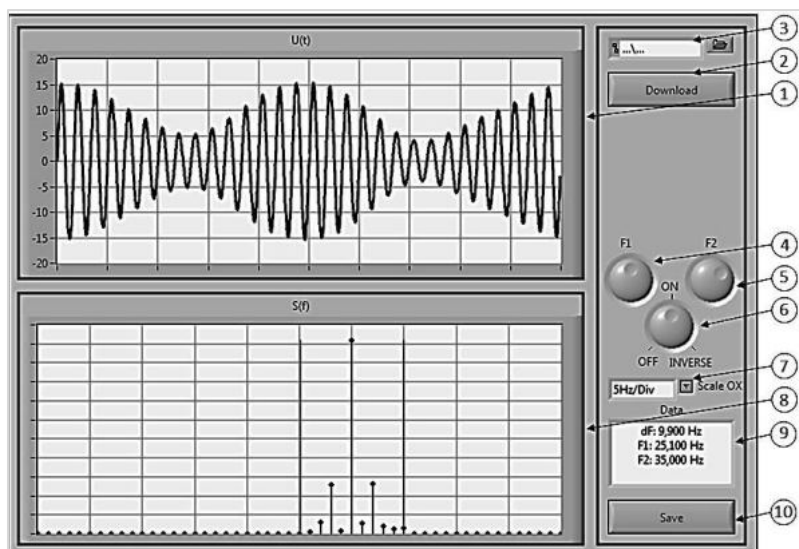 U(t)
20
15
10
5
0
-5
-10
-15
-20
S(f)
...\...
Download
F1
F2
ON
OFF
INVERSE
5Hz/Div
Scale OX
Data
dF: 9,900 Hz
F1: 25,100 Hz
F2: 35,000 Hz
Save
3
2
1
4
5
6
7
8
9
10